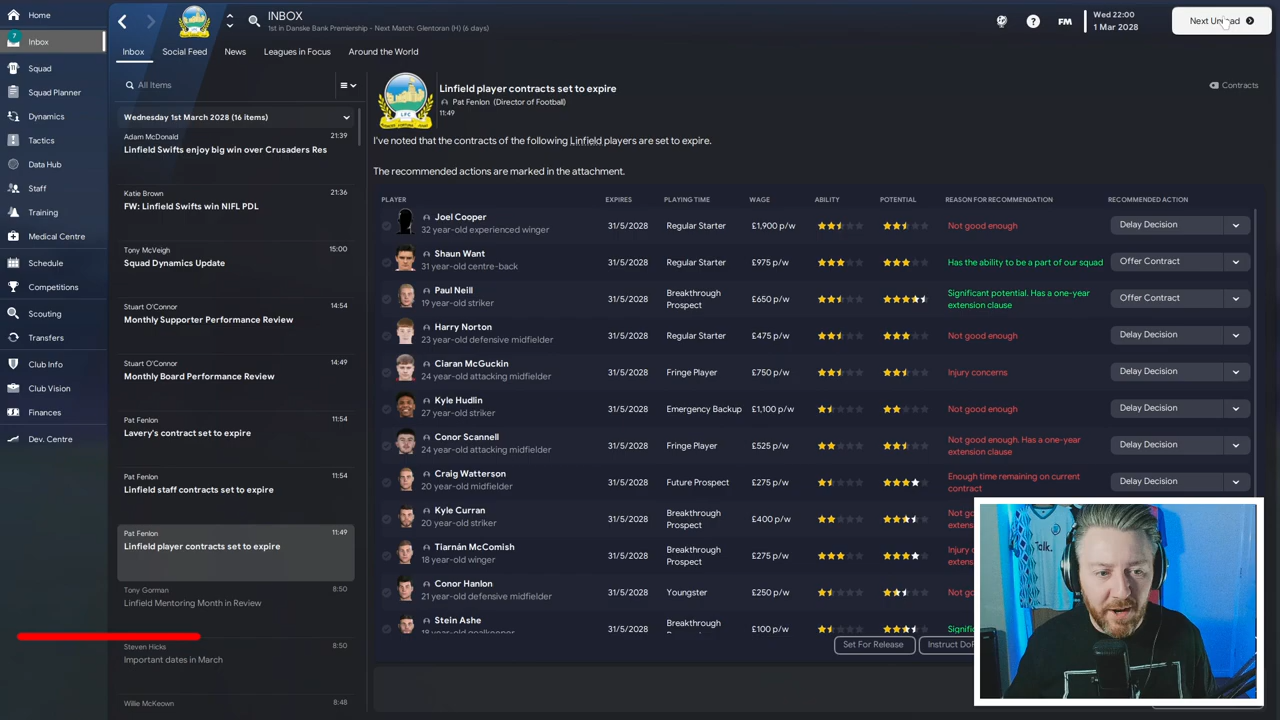 Home
7
Inbox
Squad
Squad Planner
Dynamics
Tactics
Data Hub
Staff
Training
Medical Centre
Schedule
Competitions
Scouting
Transfers
Club Info
Club Vision
Finances
Dev. Centre
INBOX
1st in Danske Bank Premiership - Next Match: Glentoran (H) (6 days)
?
FM
Wed 22:00
1 Mar 2028
Next Unread
Inbox
Social Feed
News
Leagues in Focus
Around the World
All Items
Wednesday 1st March 2028 (16 items)
Adam McDonald
21:39
Linfield Swifts enjoy big win over Crusaders Res
Katie Brown
21:36
FW: Linfield Swifts win NIFL PDL
Tony McVeigh
15:00
Squad Dynamics Update
Stuart O'Connor
14:54
Monthly Supporter Performance Review
Stuart O'Connor
14:49
Monthly Board Performance Review
Pat Fenlon
11:54
Lavery's contract set to expire
Pat Fenlon
11:54
Linfield staff contracts set to expire
Pat Fenlon
11:49
Linfield player contracts set to expire
Tony Gorman
8:50
Linfield Mentoring Month in Review
Steven Hicks
8:50
Important dates in March
Willie McKeown
8:48
Linfield player contracts set to expire
Pat Fenlon (Director of Football)
11:49
Contracts
I've noted that the contracts of the following Linfield players are set to expire.
The recommended actions are marked in the attachment.
PLAYER EXPIRES PLAYING TIME WAGE ABILITY POTENTIAL REASON FOR RECOMMENDATION RECOMMENDED ACTION
Joel Cooper
32 year-old experienced winger
31/5/2028 Regular Starter £1,900 p/w Not good enough Delay Decision
Shaun Want
31 year-old centre-back
31/5/2028 Regular Starter £975 p/w Has the ability to be a part of our squad Offer Contract
Paul Neill
19 year-old striker
31/5/2028 Breakthrough Prospect £650 p/w Significant potential. Has a one-year extension clause Offer Contract
Harry Norton
23 year-old defensive midfielder
31/5/2028 Regular Starter £475 p/w Not good enough Delay Decision
Ciaran McGuckin
24 year-old attacking midfielder
31/5/2028 Fringe Player £750 p/w Injury concerns Delay Decision
Kyle Hudlin
27 year-old striker
31/5/2028 Emergency Backup £1,100 p/w Not good enough Delay Decision
Conor Scannell
24 year-old attacking midfielder
31/5/2028 Fringe Player £525 p/w Not good enough. Has a one-year extension clause Delay Decision
Craig Watterson
20 year-old midfielder
31/5/2028 Future Prospect £275 p/w Enough time remaining on current contract Delay Decision
Kyle Curran
20 year-old striker
31/5/2028 Breakthrough Prospect £400 p/w
Tiarnán McComish
18 year-old winger
31/5/2028 Breakthrough Prospect £275 p/w
Conor Hanlon
21 year-old defensive midfielder
31/5/2028 Youngster £250 p/w
Stein Ashe
18 year-old goalkeeper
31/5/2028 Breakthrough £100 p/w
Set For Release
Instruct DoF
Talk.